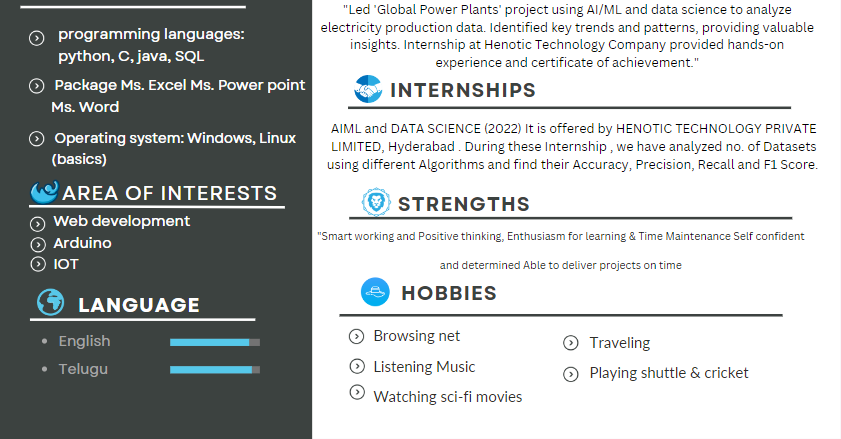 programming languages:
python, C, java, SQL
Package Ms. Excel Ms. Power point
Ms. Word
Operating system: Windows, Linux
(basics)
AREA OF INTERESTS
Web development
Arduino
IOT
LANGUAGE
English
Telugu
"Led 'Global Power Plants' project using AI/ML and data science to analyze
electricity production data. Identified key trends and patterns, providing valuable
insights. Internship at Henotic Technology Company provided hands-on
experience and certificate of achievement."
INTERNSHIPS
AIML and DATA SCIENCE (2022) It is offered by HENOTIC TECHNOLOGY PRIVATE
LIMITED, Hyderabad . During these Internship , we have analyzed no. of Datasets
using different Algorithms and find their Accuracy, Precision, Recall and F1 Score.
STRENGTHS
"Smart working and Positive thinking, Enthusiasm for learning & Time Maintenance Self confident
and determined Able to deliver projects on time
HOBBIES
Browsing net
Listening Music
Watching sci-fi movies
Traveling
Playing shuttle & cricket